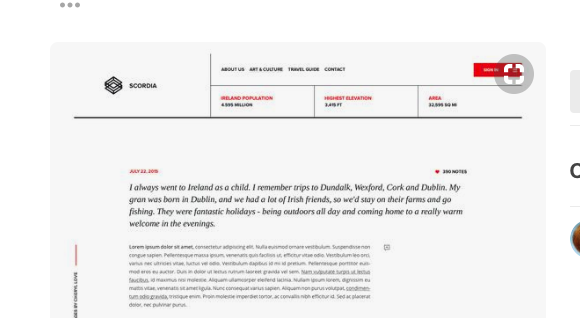 SCORDIA
ABOUT US ART & CULTURE TRAVEL GUIDE CONTACT
SIGN IN
IRELAND POPULATION
4.595 MILLION
HIGHEST ELEVATION
3,415 FT
AREA
32,595 SQ MI
JULY 22, 2015
390 NOTES
I always went to Ireland as a child. I remember trips to Dundalk, Wexford, Cork and Dublin. My
gran was born in Dublin, and we had a lot of Irish friends, so we'd stay on their farms and go
fishing. They were fantastic holidays - being outdoors all day and coming home to a really warm
welcome in the evenings.
Lorem ipsum dolor sit amet, consectetur adipiscing elit. Nulla euismod ornare vestibulum. Suspendisse non
congue sapien. Pellentesque massa ipsum, venenatis quis facilisis ut, efficitur vitae odio. Vestibulum leo orci,
varius nec ultricies vitae, luctus vel odio. Vestibulum dapibus id mi id pretium. Pellentesque porttitor euis-
mod eros eu auctor. Duis in dolor ut lectus rutrum laoreet gravida vel sem. Nam vulputate turpis ut lectus
faucibus, id maximus nisi molestie. Aliquam ullamcorper eleifend lacinia. Nullam ipsum lorem, dignissim eu
mattis vitae, venenatis sit amet ligula. Nunc consequat varius sapien. Aliquam non purus volutpat, condimen-
tum odio gravida, tristique enim. Proin molestie imperdiet tortor, ac convallis nibh efficitur id. Sed ac placerat
dolor, nec pulvinar purus.
BY CHERYL LOVE